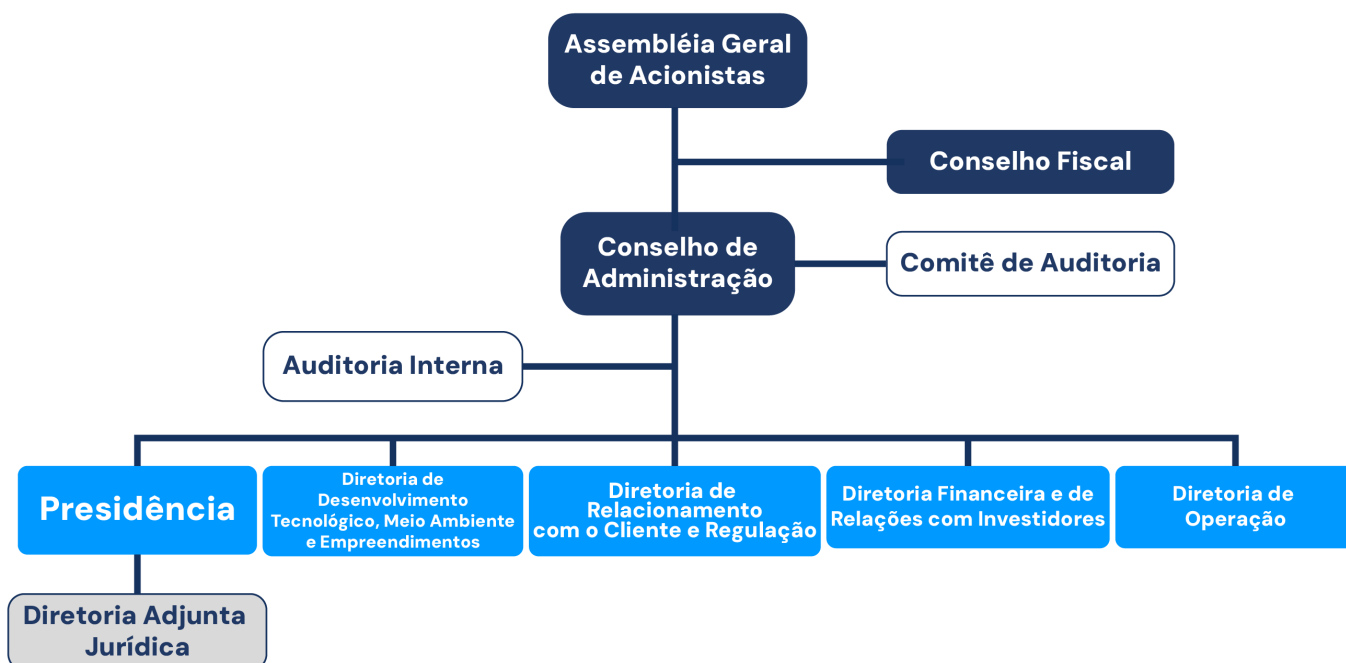 Assembléia Geral
de Acionistas
Conselho Fiscal
Conselho de
Administração
Comitê de Auditoria
Auditoria Interna
Presidência
Diretoria de
Desenvolvimento
Tecnológico, Meio Ambiente
e Empreendimentos
Diretoria de
Relacionamento
com o Cliente e Regulação
Diretoria Financeira e de
Relações com Investidores
Diretoria de
Operação
Diretoria Adjunta
Jurídica